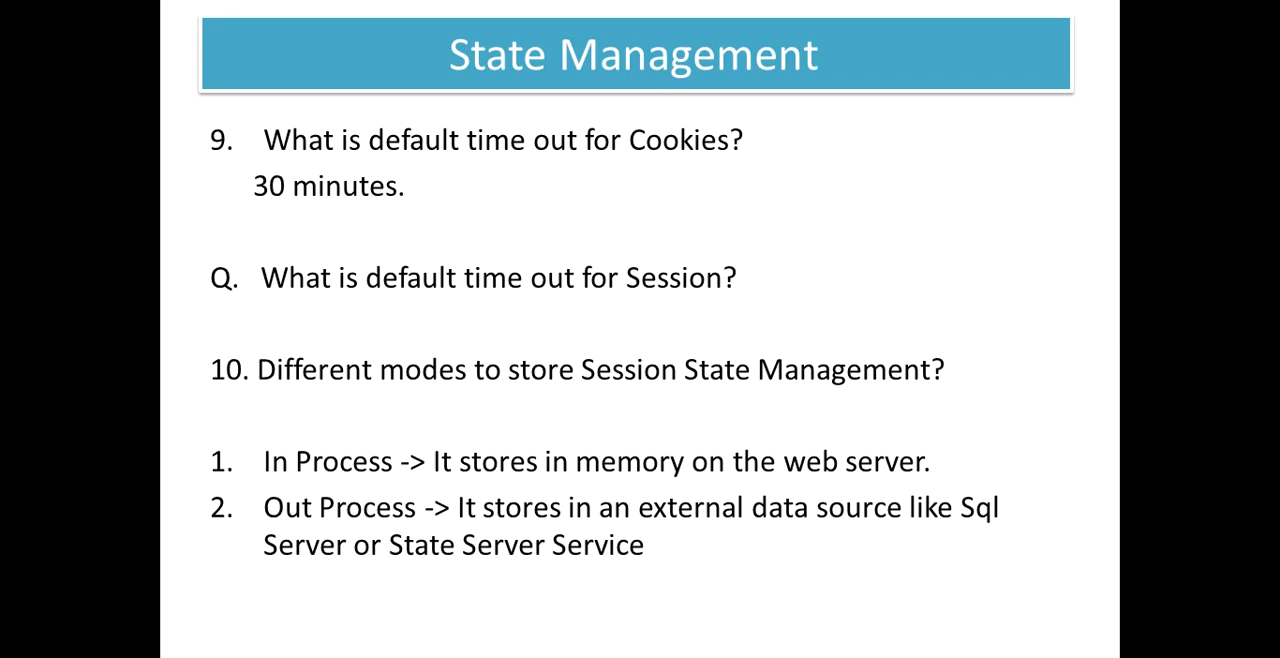 State Management
9. What is default time out for Cookies?
30 minutes.
Q. What is default time out for Session?
10. Different modes to store Session State Management?
1. In Process -> It stores in memory on the web server.
2. Out Process -> It stores in an external data source like Sql
Server or State Server Service